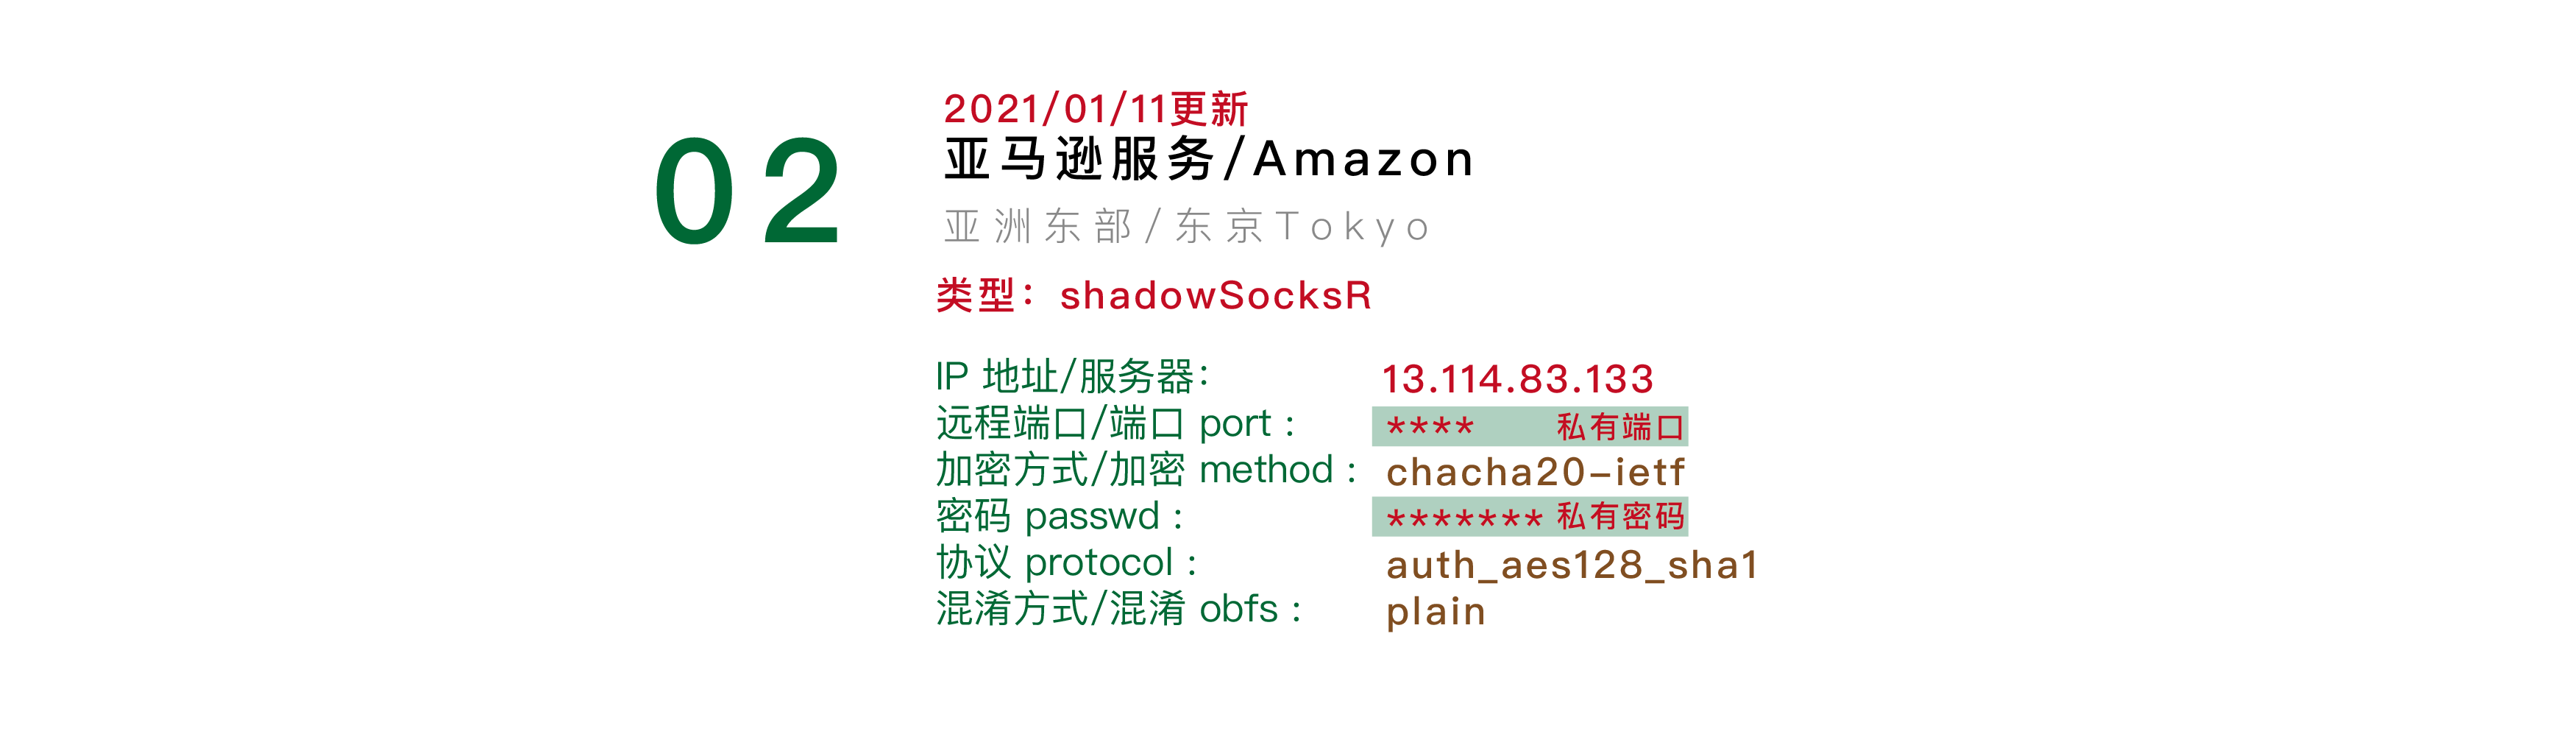 02
2021/01/11更新
亚马逊服务/Amazon
亚洲东部/东京Tokyo
类型：shadowSocksR
IP 地址/服务器： 13.114.83.133
远程端口/端口 port： **** 私有端口
加密方式/加密 method： chacha20-ietf
密码 passwd： ******* 私有密码
协议 protocol： auth_aes128_sha1
混淆方式/混淆 obfs： plain